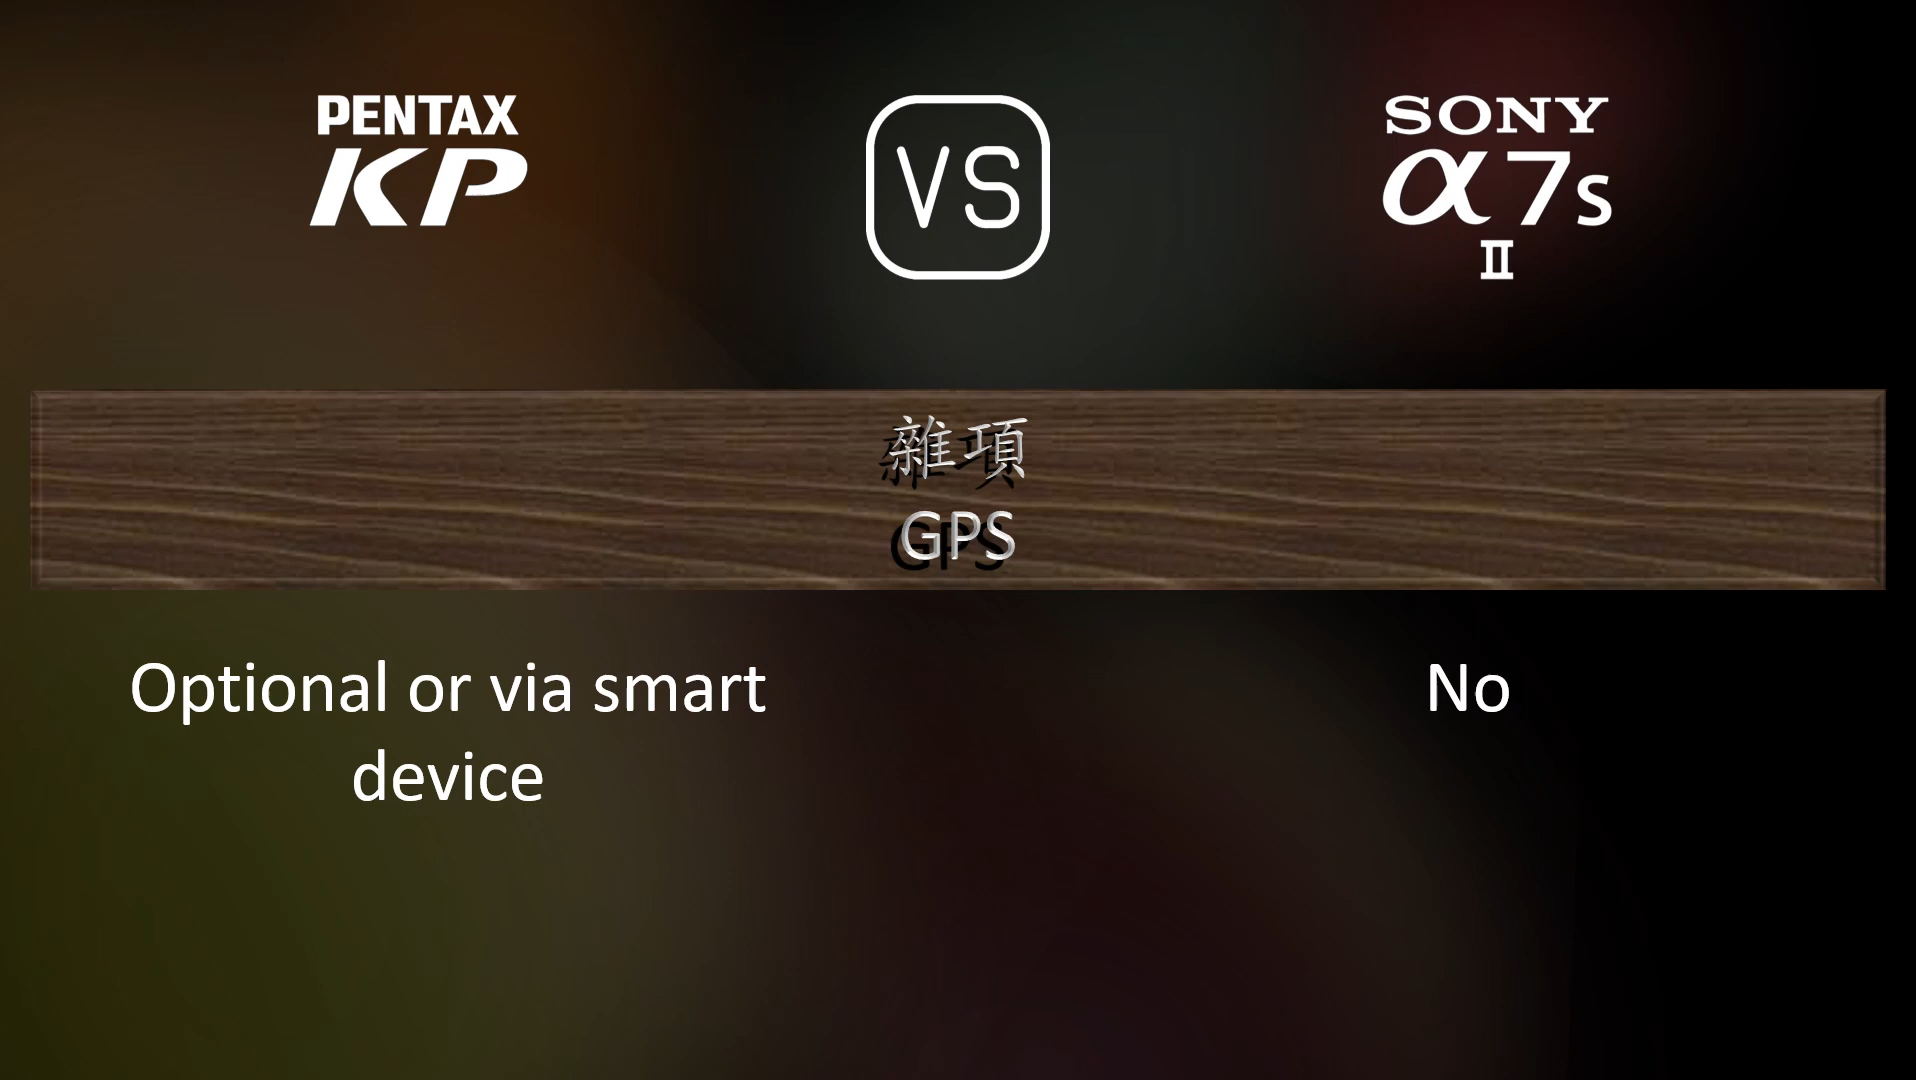 PENTAX
KP
VS
SONY
α7s
II
雜項
GPS
Optional or via smart
device
No